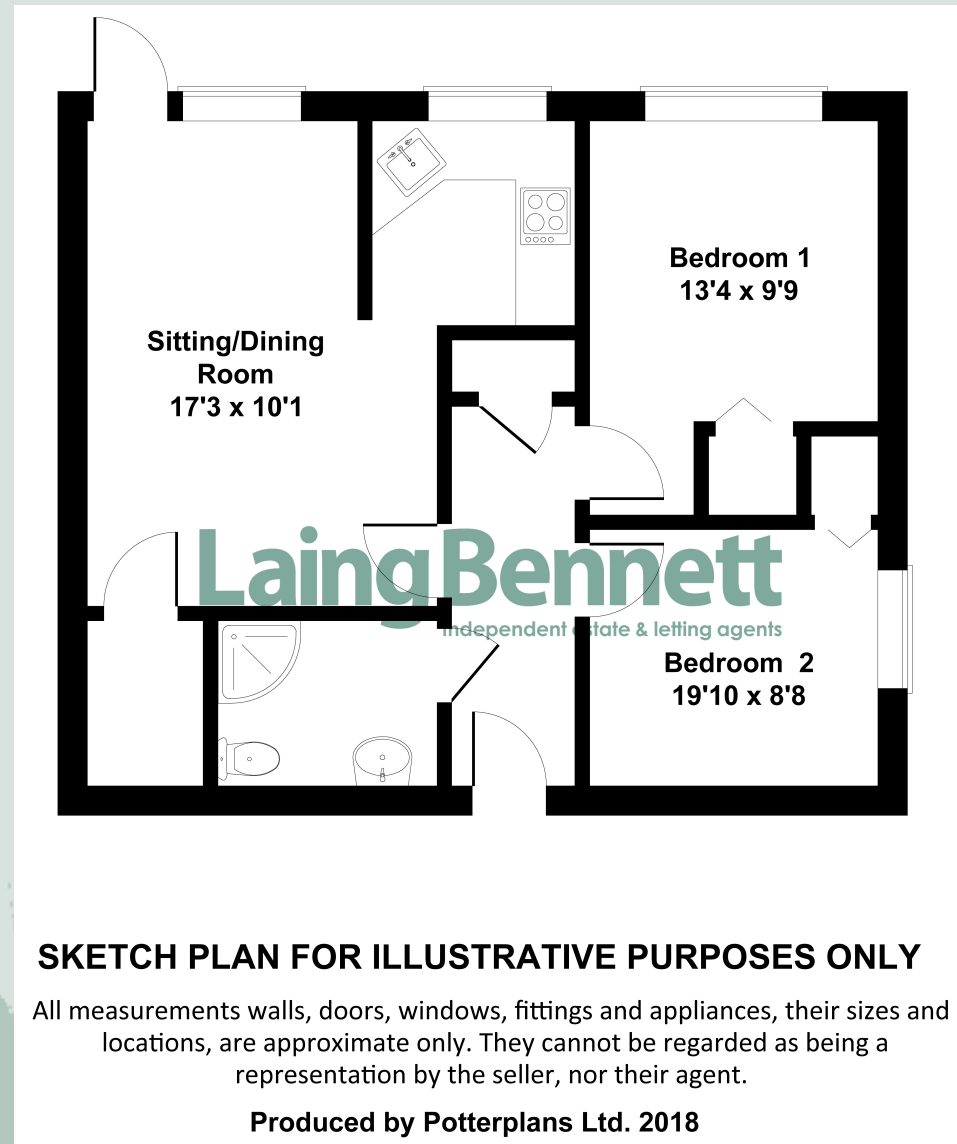 Bedroom 1
13'4 x 9'9
Sitting/Dining
Room
17'3 x 10'1
Laing Bennett
independent estate & letting agents
Bedroom 2
19'10 x 8'8
SKETCH PLAN FOR ILLUSTRATIVE PURPOSES ONLY
All measurements walls, doors, windows, fittings and appliances, their sizes and
locations, are approximate only. They cannot be regarded as being a
representation by the seller, nor their agent.
Produced by Potterplans Ltd. 2018